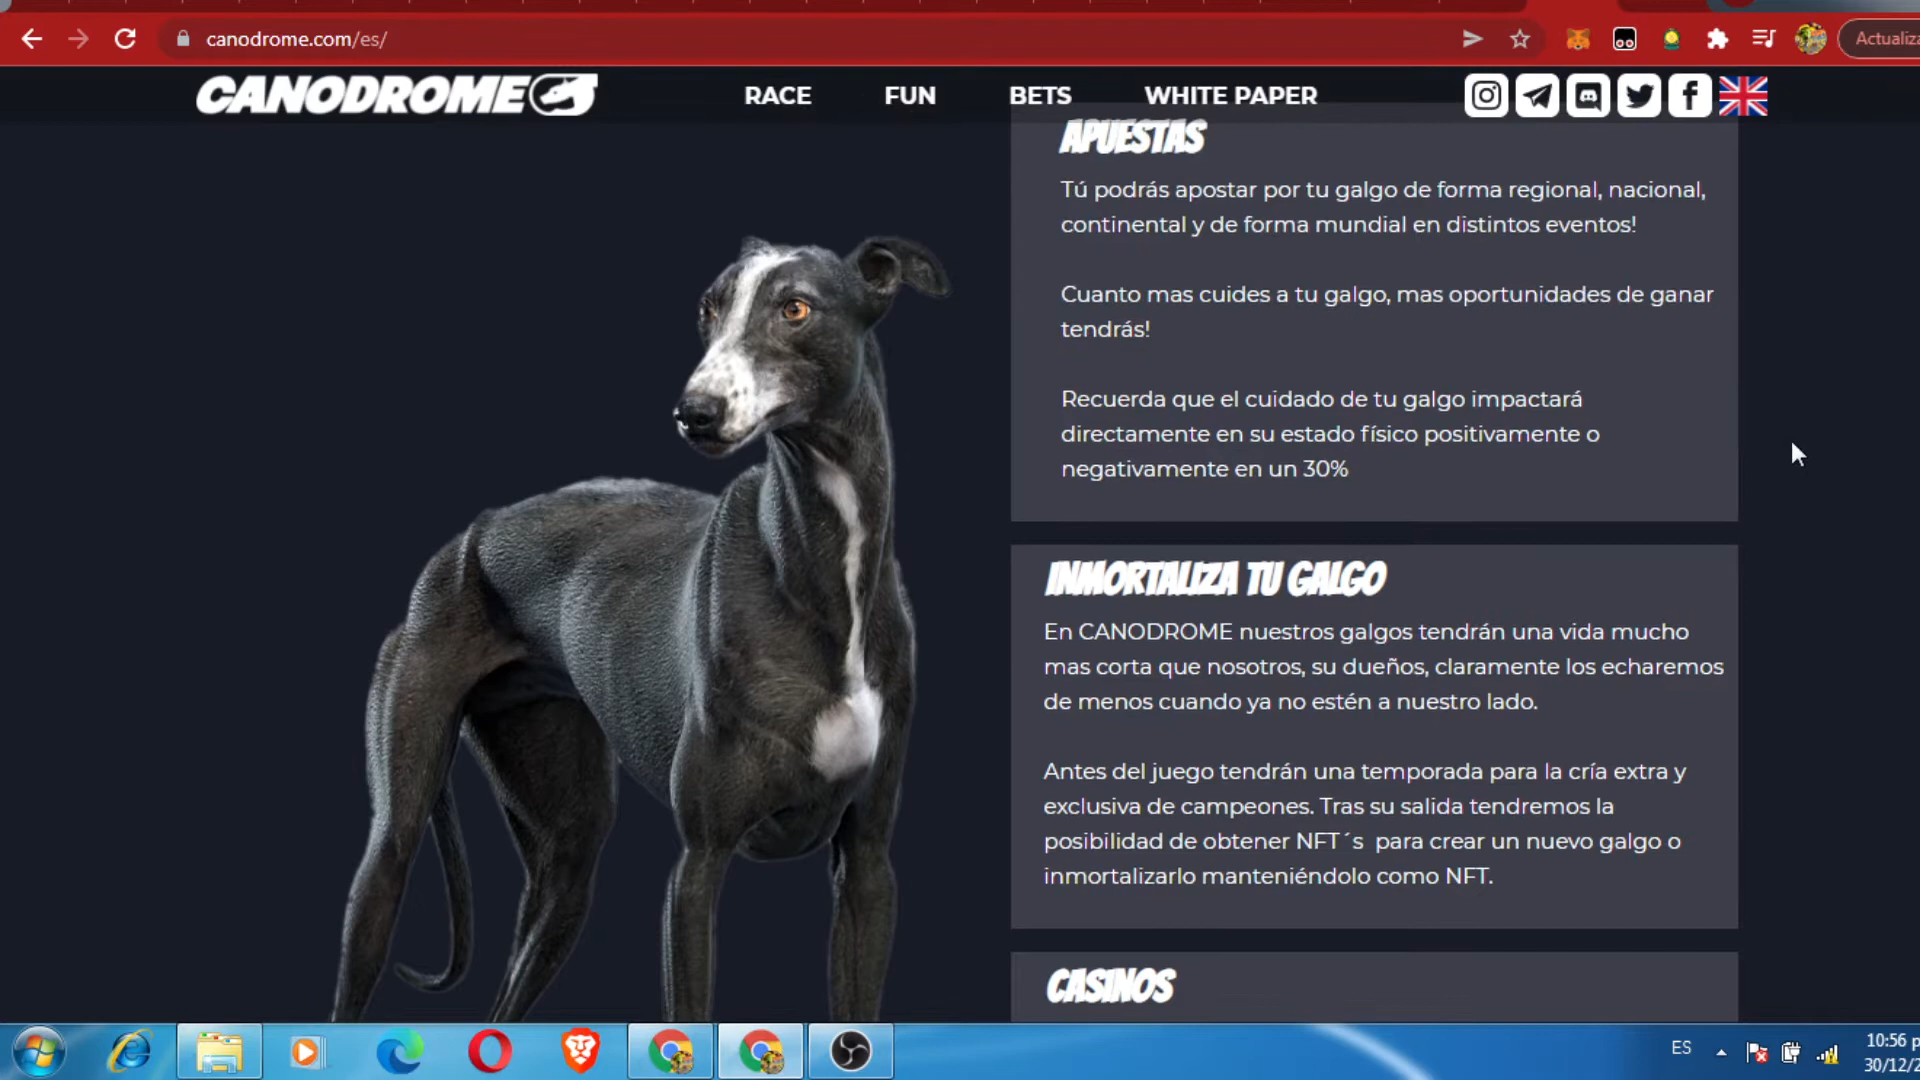 canodrome.com/es/
Actualiza
CANODROME
RACE
FUN
BETS
WHITE PAPER
APUESTAS
Tú podrás apostar por tu galgo de forma regional, nacional,
continental y de forma mundial en distintos eventos!
Cuanto mas cuides a tu galgo, mas oportunidades de ganar
tendrás!
Recuerda que el cuidado de tu galgo impactará
directamente en su estado físico positivamente o
negativamente en un 30%
INMORTALIZA TU GALGO
En CANODROME nuestros galgos tendrán una vida mucho
mas corta que nosotros, su dueños, claramente los echaremos
de menos cuando ya no estén a nuestro lado.
Antes del juego tendrán una temporada para la cría extra y
exclusiva de campeones. Tras su salida tendremos la
posibilidad de obtener NFT´s para crear un nuevo galgo o
inmortalizarlo manteniéndolo como NFT.
CASINOS
ES
10:56 p
30/12/2